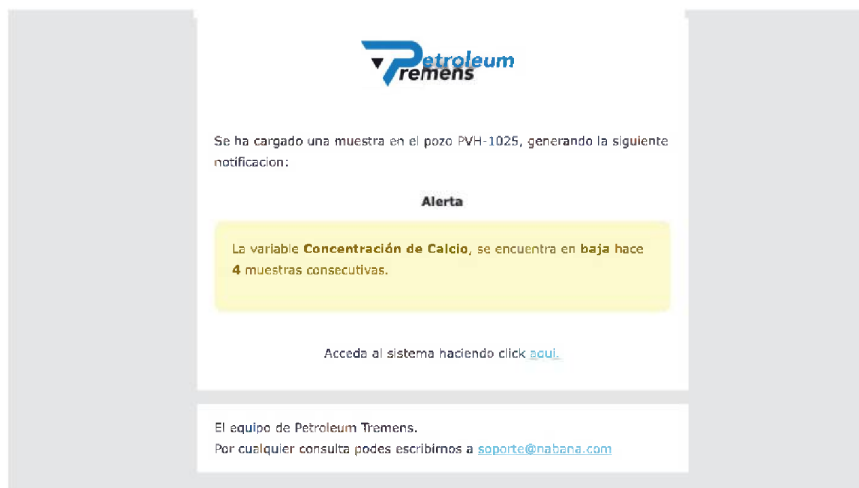 Petroleum
Tremens
Se ha cargado una muestra en el pozo PVH-1025, generando la siguiente
notificacion:
Alerta
La variable Concentración de Calcio, se encuentra en baja hace
4 muestras consecutivas.
Acceda al sistema haciendo click aqui.
El equipo de Petroleum Tremens.
Por cualquier consulta podes escribirnos a soporte@nabana.com